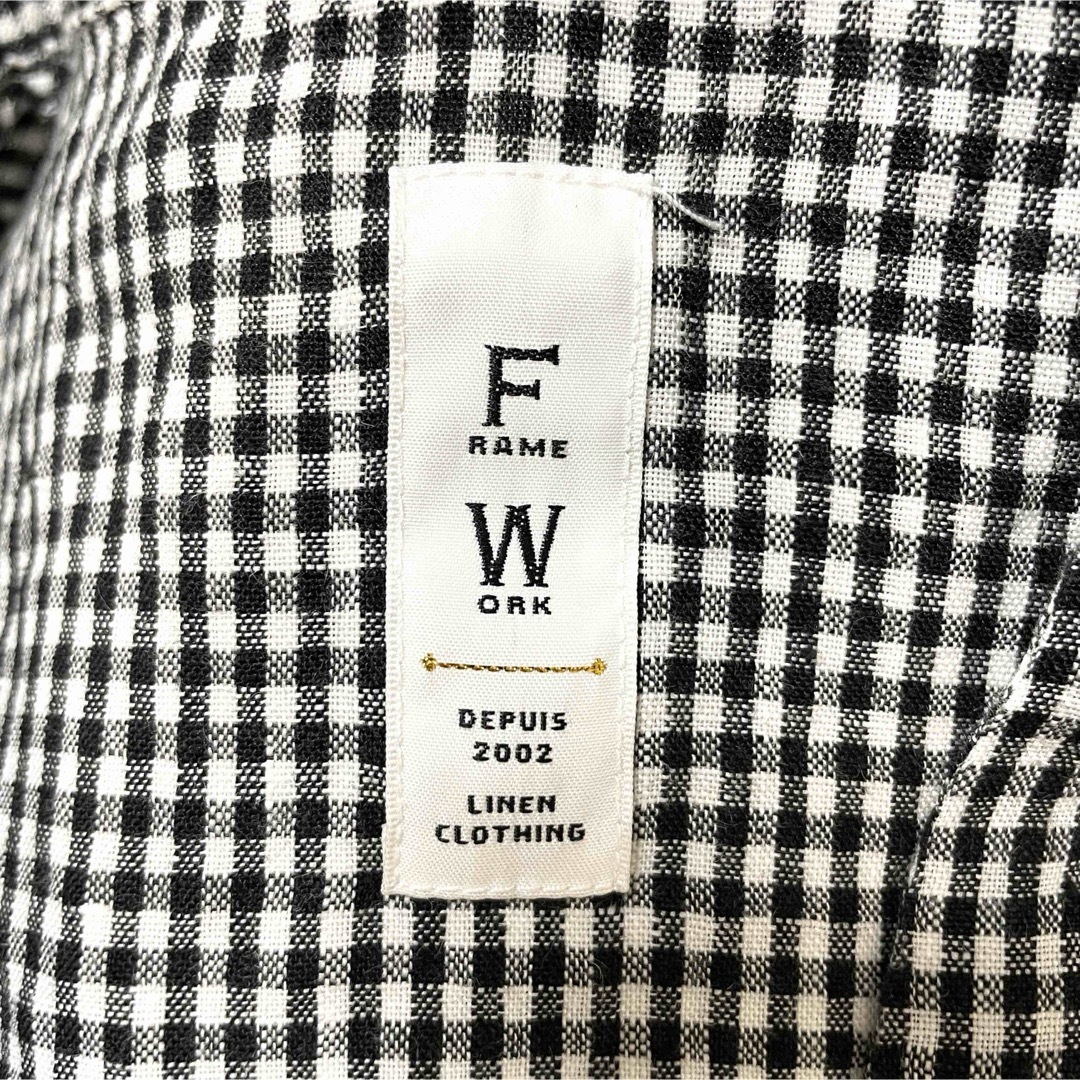 F
RAME
W
ORK
DEPUIS
2002
LINEN
CLOTHING